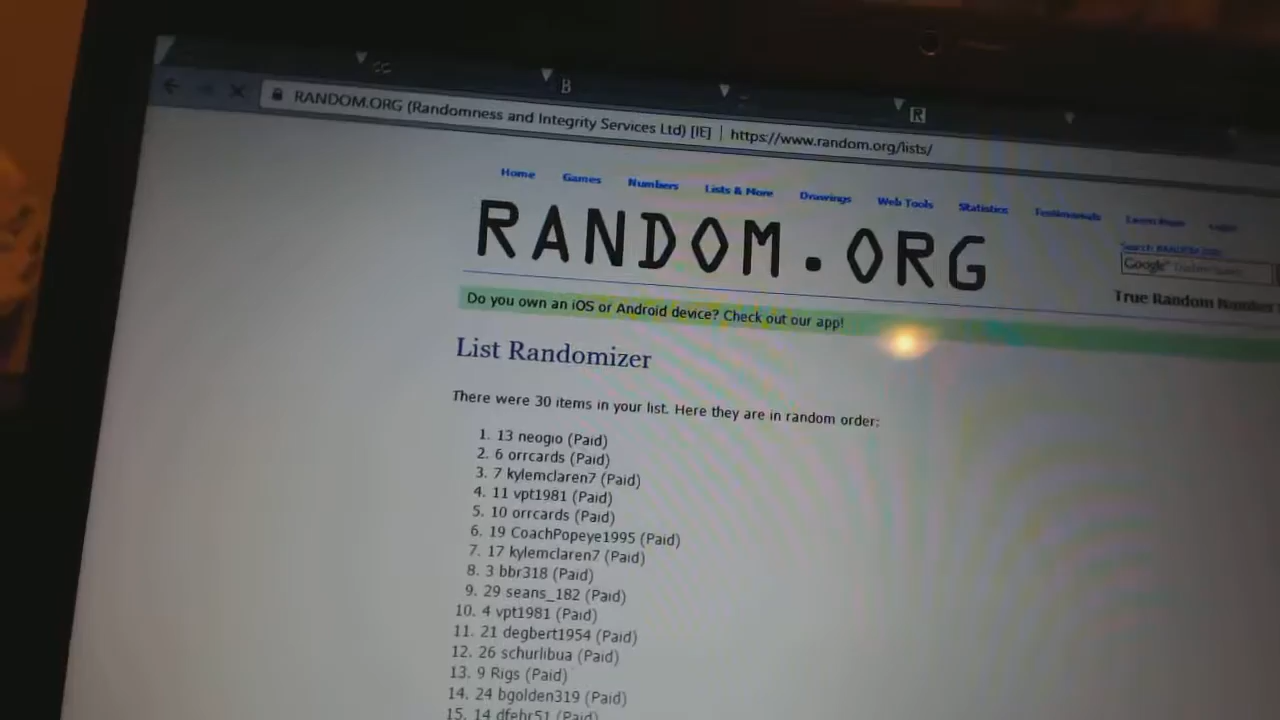 cc
B
R
RANDOM.ORG (Randomness and Integrity Services Ltd) [IE] | https://www.random.org/lists/
Home Games Numbers Lists & More Drawings Web Tools Statistics Testimonials Learn More Login
RANDOM.ORG
Search RANDOM.ORG
Google
True Random Number
Do you own an iOS or Android device? Check out our app!
List Randomizer
There were 30 items in your list. Here they are in random order:
1. 13 neogio (Paid)
2. 6 orrcards (Paid)
3. 7 kylemclaren7 (Paid)
4. 11 vpt1981 (Paid)
5. 10 orrcards (Paid)
6. 19 CoachPopeye1995 (Paid)
7. 17 kylemclaren7 (Paid)
8. 3 bbr318 (Paid)
9. 29 seans_182 (Paid)
10. 4 vpt1981 (Paid)
11. 21 degbert1954 (Paid)
12. 26 schurlibua (Paid)
13. 9 Rigs (Paid)
14. 24 bgolden319 (Paid)
15. 14 dfehr51 (Paid)